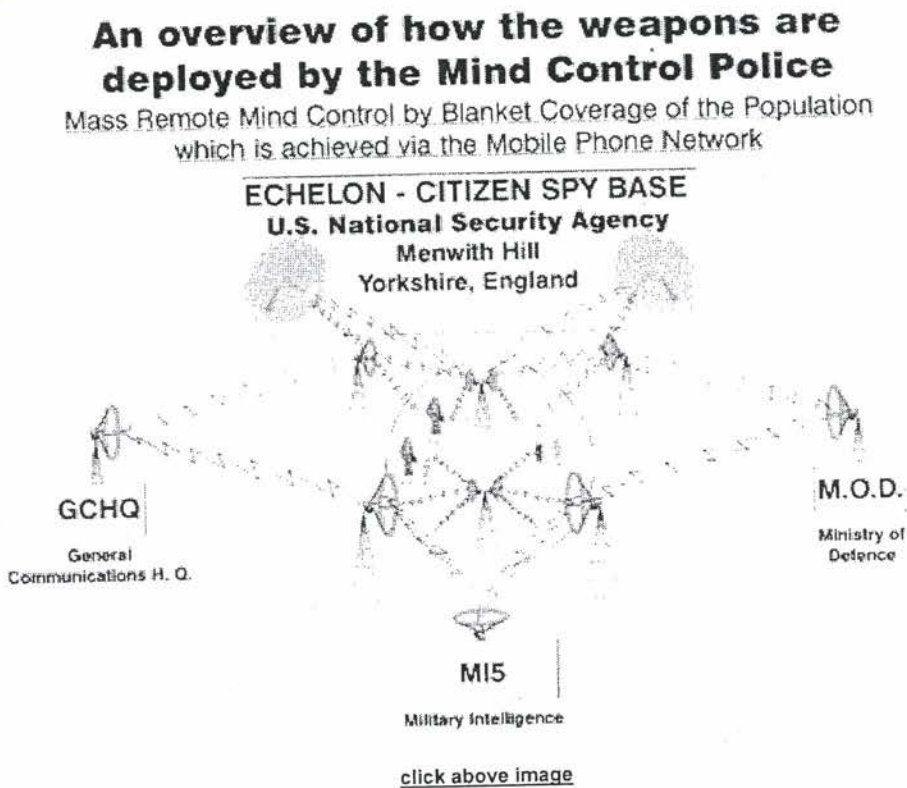 An overview of how the weapons are
deployed by the Mind Control Police
Mass Remote Mind Control by Blanket Coverage of the Population
which is achieved via the Mobile Phone Network
ECHELON - CITIZEN SPY BASE
U.S. National Security Agency
Menwith Hill
Yorkshire, England
GCHQ
General
Communications H. Q.
M.O.D.
Ministry of
Defence
MI5
Military Intelligence
click above image